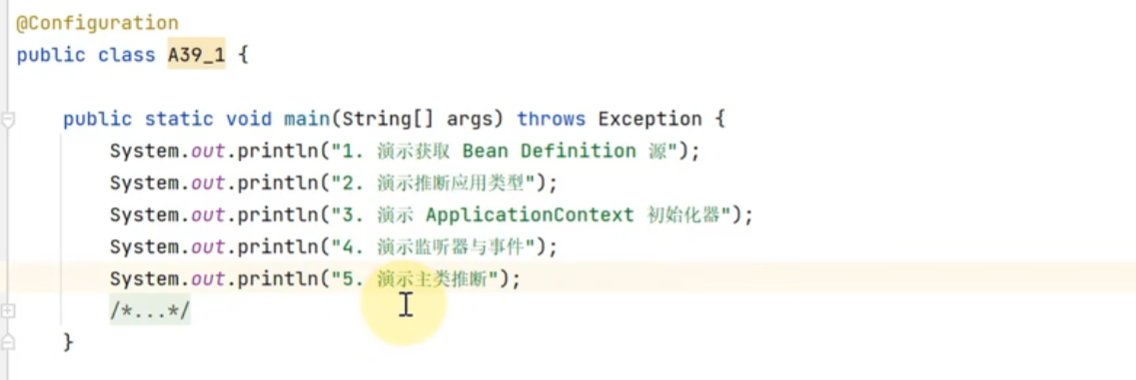 @Configuration
public class A39_1 {
public static void main(String[] args) throws Exception {
System.out.println("1. 演示获取 Bean Definition 源");
System.out.println("2. 演示推断应用类型");
System.out.println("3. 演示 ApplicationContext 初始化器");
System.out.println("4. 演示监听器与事件");
System.out.println("5. 演示主类推断");
/*...*/
}